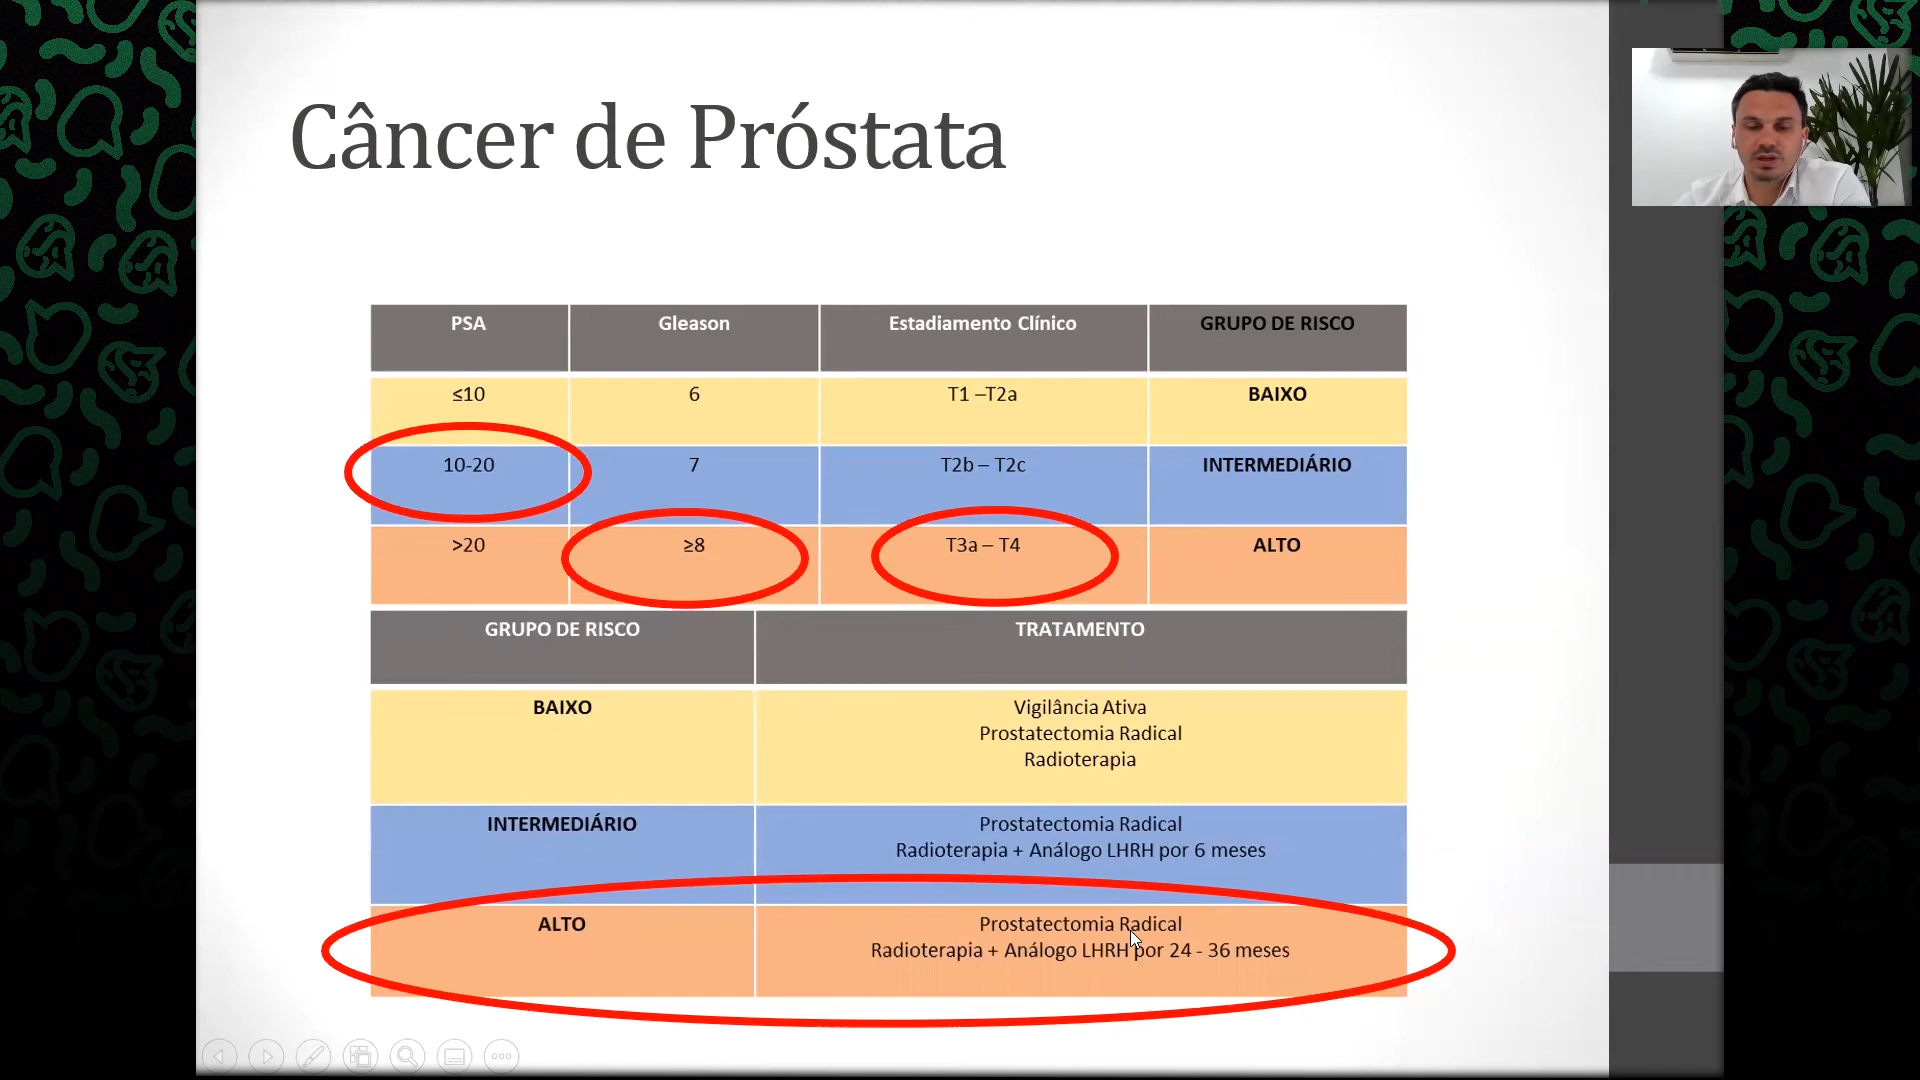 Câncer de Próstata
PSA Gleason Estadiamento Clínico GRUPO DE RISCO
≤10 6 T1 –T2a BAIXO
10-20 7 T2b – T2c INTERMEDIÁRIO
>20 ≥8 T3a – T4 ALTO
GRUPO DE RISCO TRATAMENTO
BAIXO Vigilância Ativa
Prostatectomia Radical
Radioterapia
INTERMEDIÁRIO Prostatectomia Radical
Radioterapia + Análogo LHRH por 6 meses
ALTO Prostatectomia Radical
Radioterapia + Análogo LHRH por 24 - 36 meses